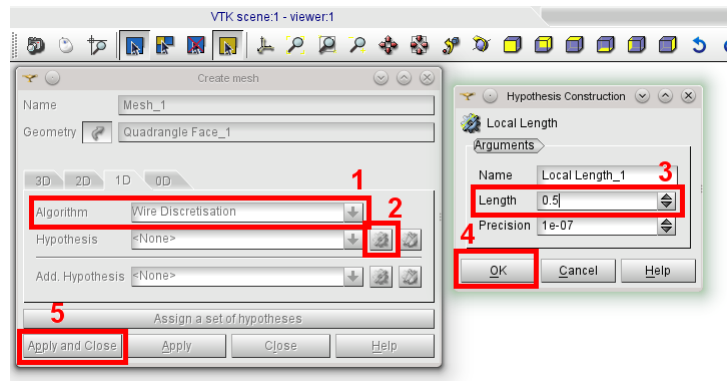 VTK scene:1 - viewer:1
Create mesh
Name Mesh_1
Geometry Quadrangle Face_1
3D 2D 1D 0D
1
Algorithm Wire Discretisation
2
Hypothesis <None>
Add. Hypothesis <None>
Assign a set of hypotheses
5
Apply and Close Apply Close Help
Hypothesis Construction
Local Length
Arguments
Name Local Length_1
3
Length 0.5
Precision 1e-07
4
OK Cancel Help